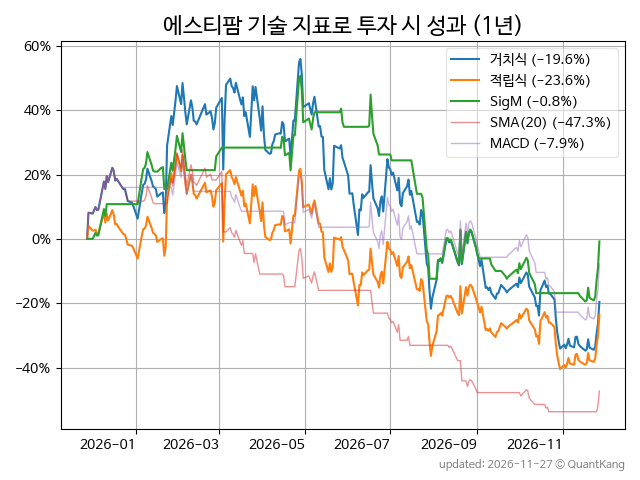 에스티팜 기술 지표로 투자 시 성과 (1년)
60%
40%
20%
0%
−20%
−40%
거치식 (−19.6%)
적립식 (−23.6%)
SigM (−0.8%)
SMA(20) (−47.3%)
MACD (−7.9%)
2026-01 2026-03 2026-05 2026-07 2026-09 2026-11
updated: 2026-11-27 © QuantKang